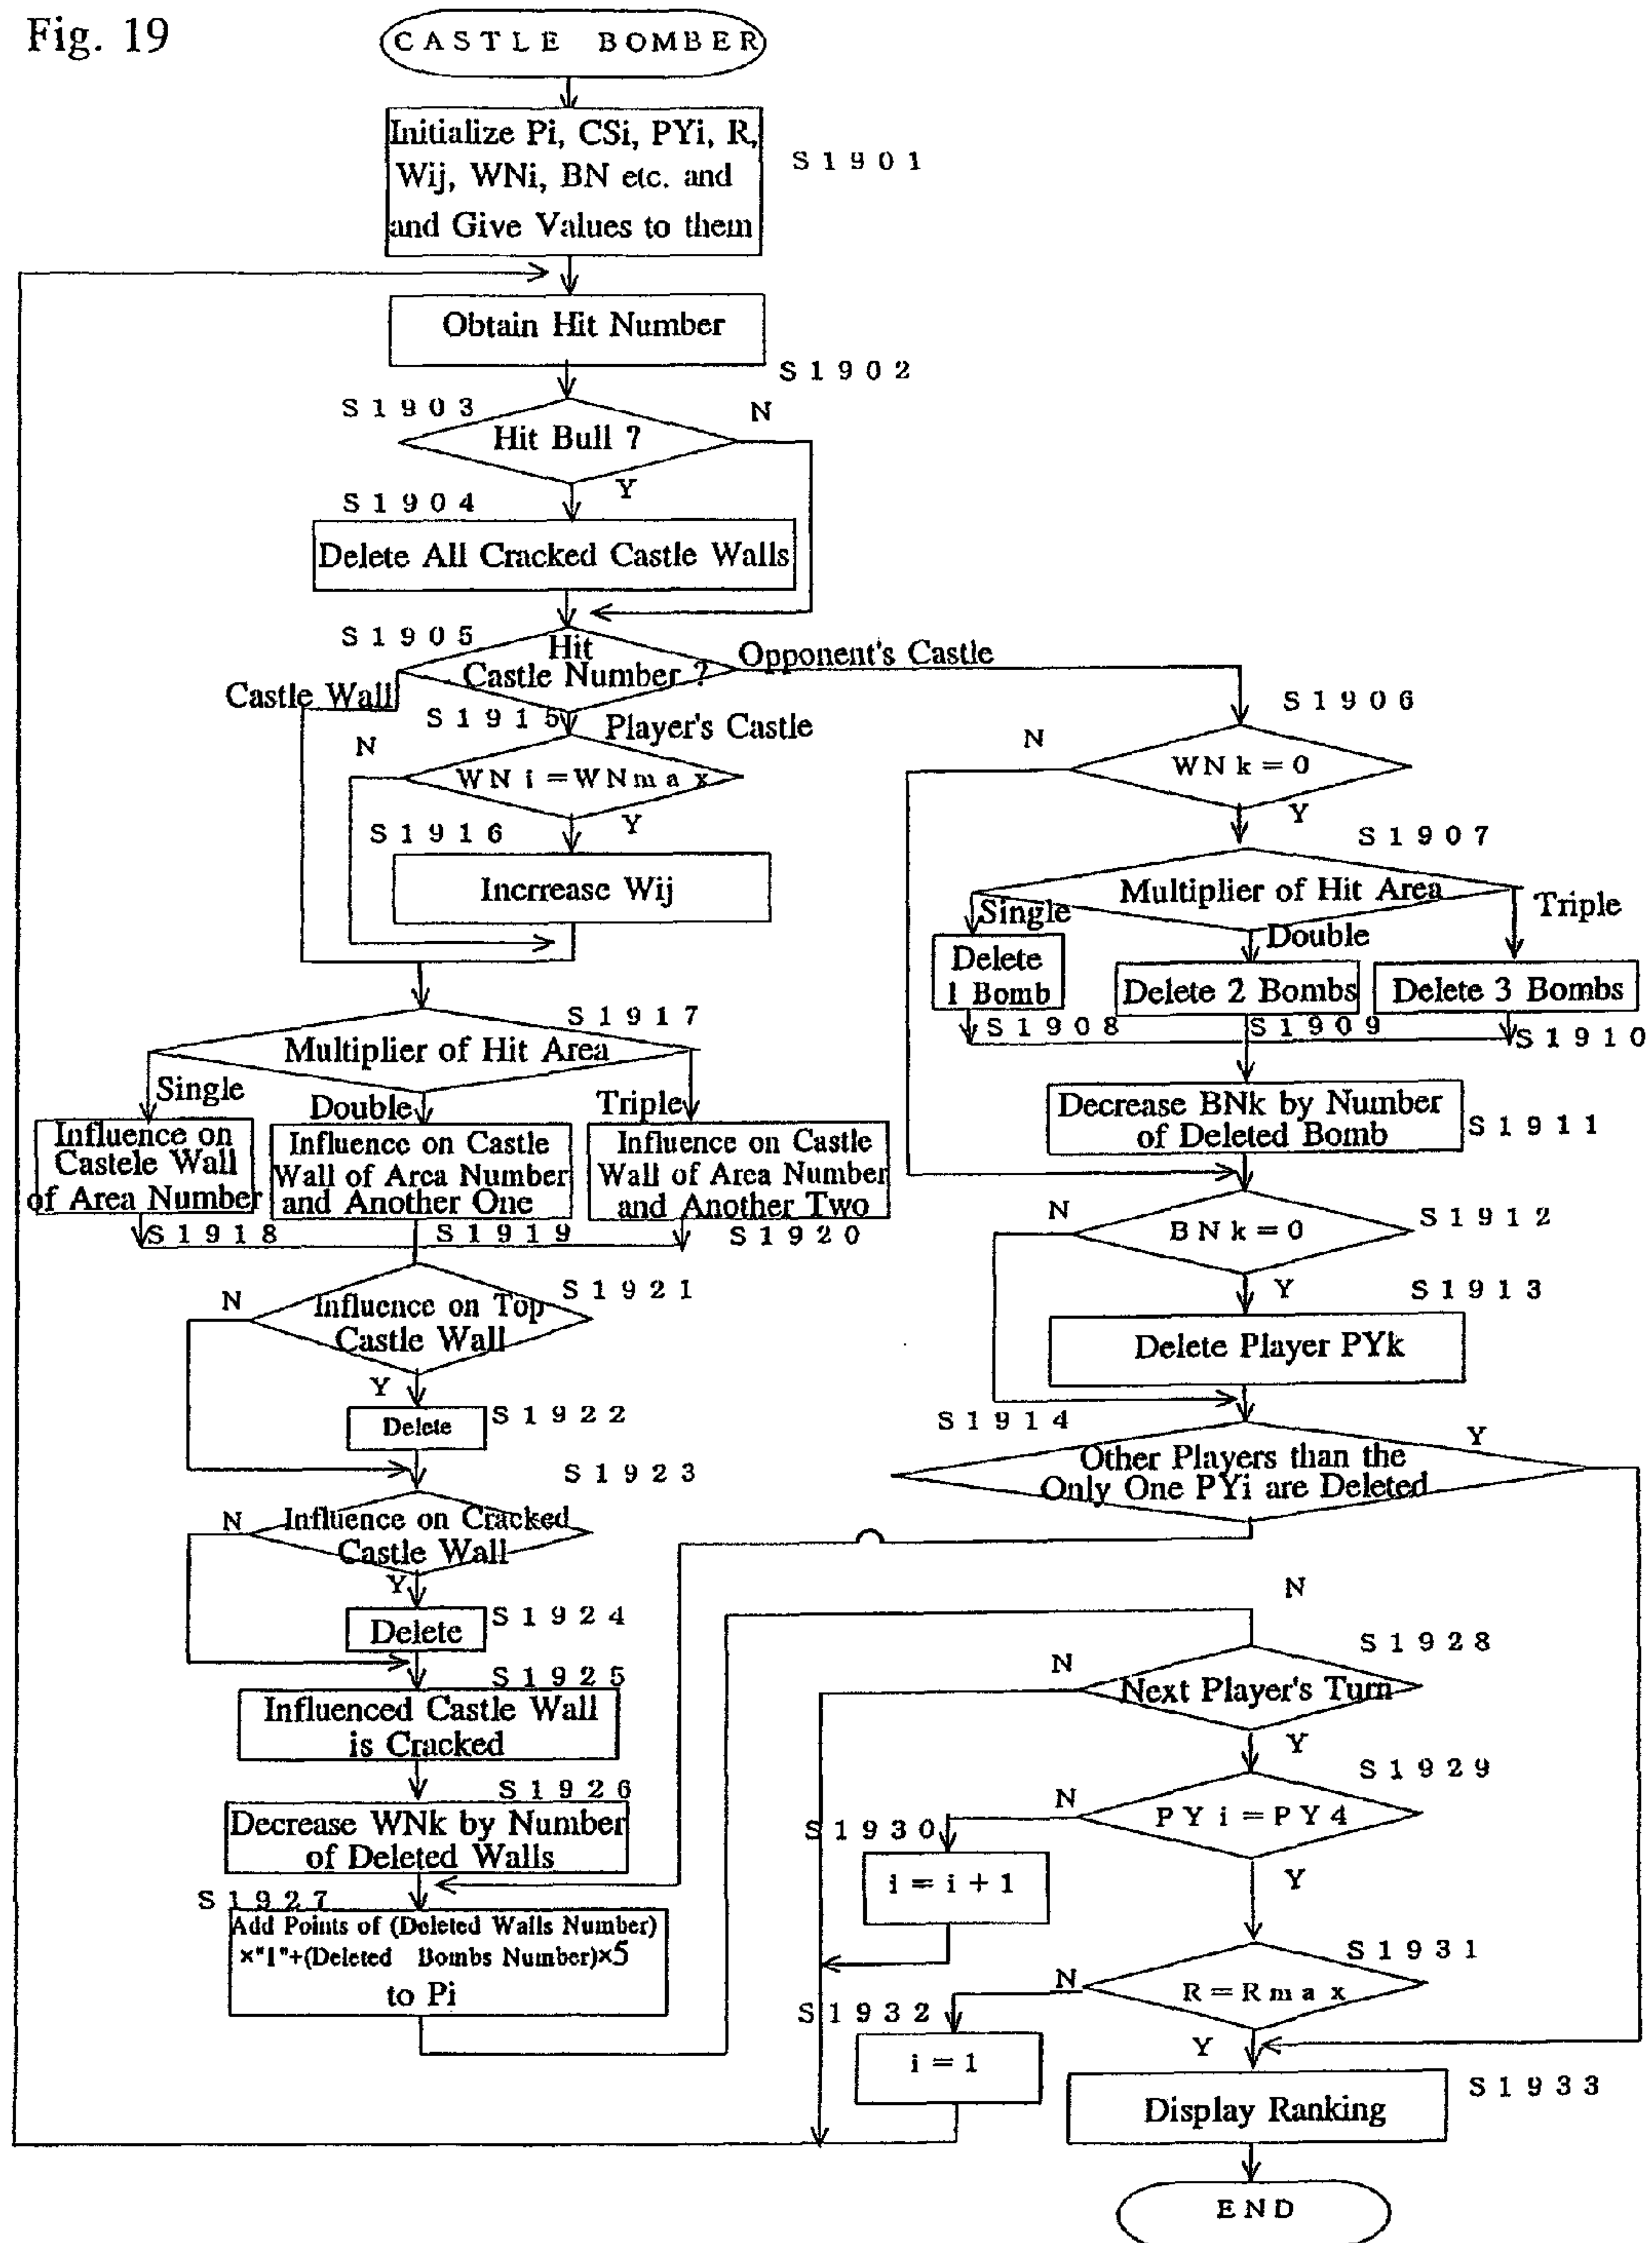 Fig. 19
CASTLE BOMBER
Initialize Pi, CSi, PYi, R,
Wij, WNi, BN etc. and
and Give Values to them
S1901
Obtain Hit Number
S1902
S1903
Hit Bull ?
N
Y
S1904
Delete All Cracked Castle Walls
S1905
Hit
Castle Number ?
Opponent's Castle
Castle Wall
S1915
Player's Castle
N
WNi=WNmax
Y
S1916
Incrrease Wij
S1917
Multiplier of Hit Area
Single
Double
Triple
Influence on
Castele Wall
of Area Number
Influence on Castle
Wall of Area Number
and Another One
Influence on Castle
Wall of Area Number
and Another Two
S1918
S1919
S1920
S1921
N
Influence on Top
Castle Wall
Y
Delete
S1922
S1923
N
Influence on Cracked
Castle Wall
Y
Delete
S1924
S1925
Influenced Castle Wall
is Cracked
S1926
Decrease WNk by Number
of Deleted Walls
S1927
Add Points of (Deleted Walls Number)
×"1"+(Deleted Bombs Number)×5
to Pi
S1906
N
WNk=0
Y
S1907
Multiplier of Hit Area
Single
Double
Triple
Delete
1 Bomb
Delete 2 Bombs
Delete 3 Bombs
S1908
S1909
S1910
Decrease BNk by Number
of Deleted Bomb
S1911
N
BNk=0
S1912
Y
S1913
Delete Player PYk
S1914
Other Players than the
Only One PYi are Deleted
Y
N
S1928
N
Next Player's Turn
Y
S1929
N
PYi=PY4
Y
S1930
i = i + 1
S1931
N
R=Rmax
Y
S1932
i = 1
S1933
Display Ranking
END